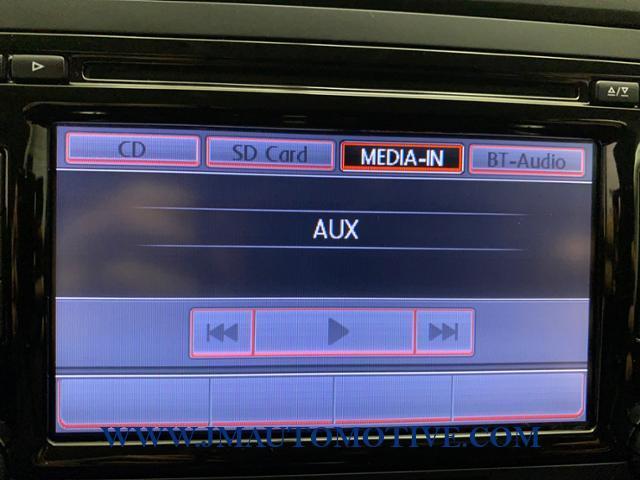 CD SD Card MEDIA-IN BT-Audio
AUX
WWW.JMAUTOMOTIVE.COM